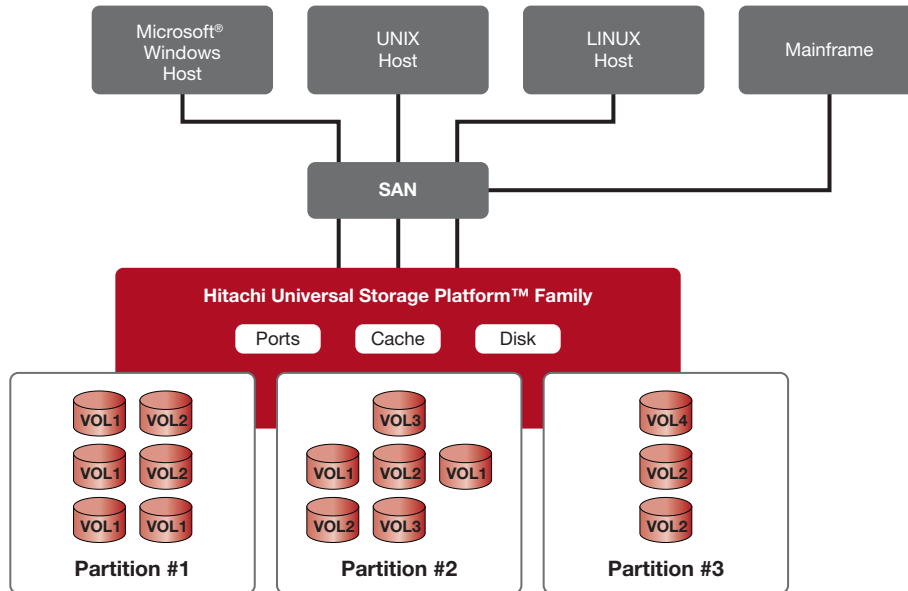 Microsoft®
Windows
Host
UNIX
Host
LINUX
Host
Mainframe
SAN
Hitachi Universal Storage Platform™ Family
Ports
Cache
Disk
VOL1
VOL2
VOL1
VOL2
VOL1
VOL1
Partition #1
VOL3
VOL1
VOL2
VOL1
VOL2
VOL3
Partition #2
VOL4
VOL2
VOL2
Partition #3